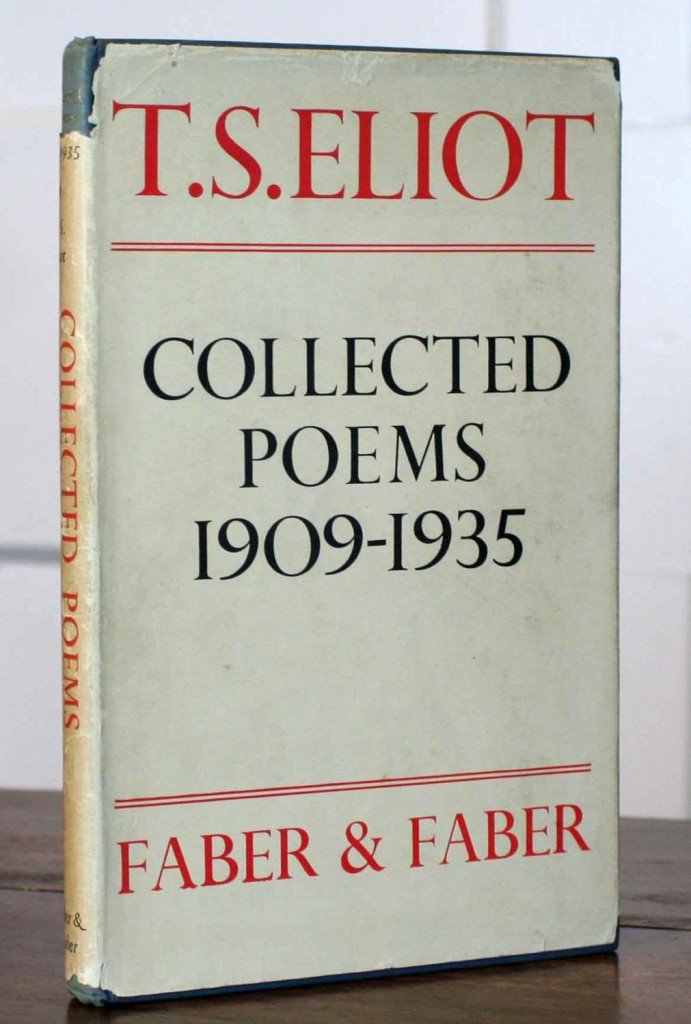 T.S.ELIOT
COLLECTED
POEMS
1909-1935
FABER & FABER
COLLECTED POEMS